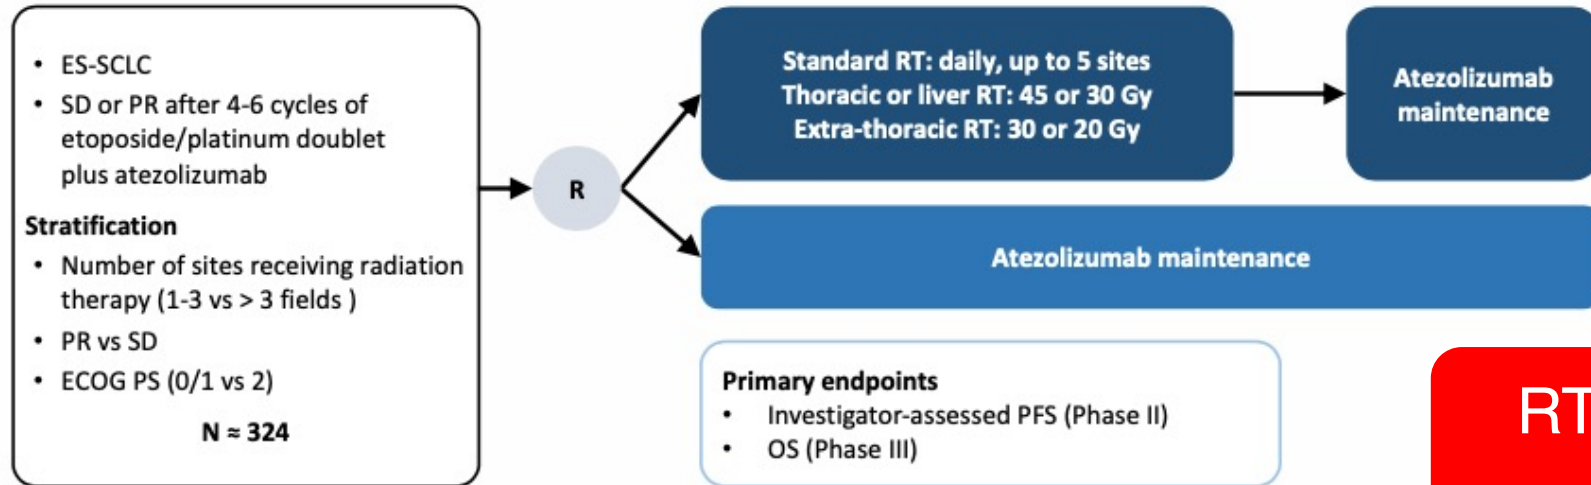 • ES-SCLC
• SD or PR after 4-6 cycles of
etoposide/platinum doublet
plus atezolizumab
Stratification
• Number of sites receiving radiation
therapy (1-3 vs > 3 fields )
• PR vs SD
• ECOG PS (0/1 vs 2)
N ≈ 324
R
Standard RT: daily, up to 5 sites
Thoracic or liver RT: 45 or 30 Gy
Extra-thoracic RT: 30 or 20 Gy
Atezolizumab
maintenance
Atezolizumab maintenance
Primary endpoints
• Investigator-assessed PFS (Phase II)
• OS (Phase III)
RT